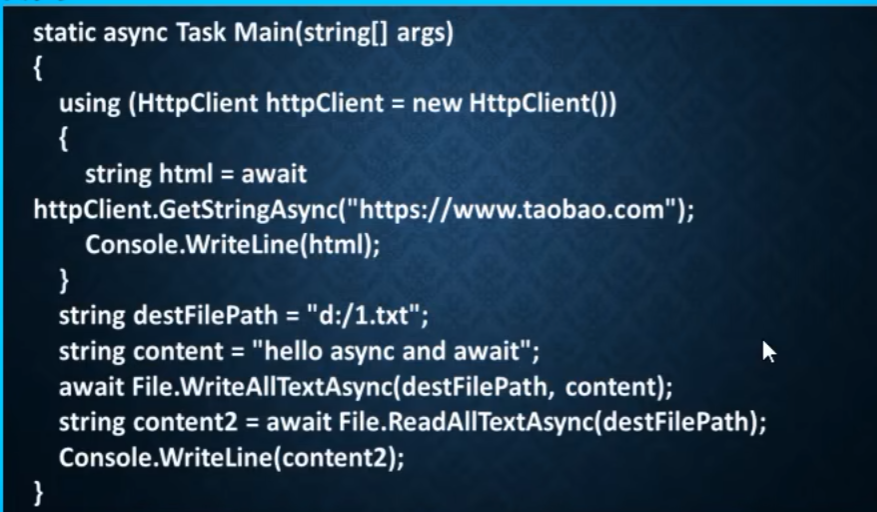 static async Task Main(string[] args)
{
using (HttpClient httpClient = new HttpClient())
{
string html = await
httpClient.GetStringAsync("https://www.taobao.com");
Console.WriteLine(html);
}
string destFilePath = "d:/1.txt";
string content = "hello async and await";
await File.WriteAllTextAsync(destFilePath, content);
string content2 = await File.ReadAllTextAsync(destFilePath);
Console.WriteLine(content2);
}